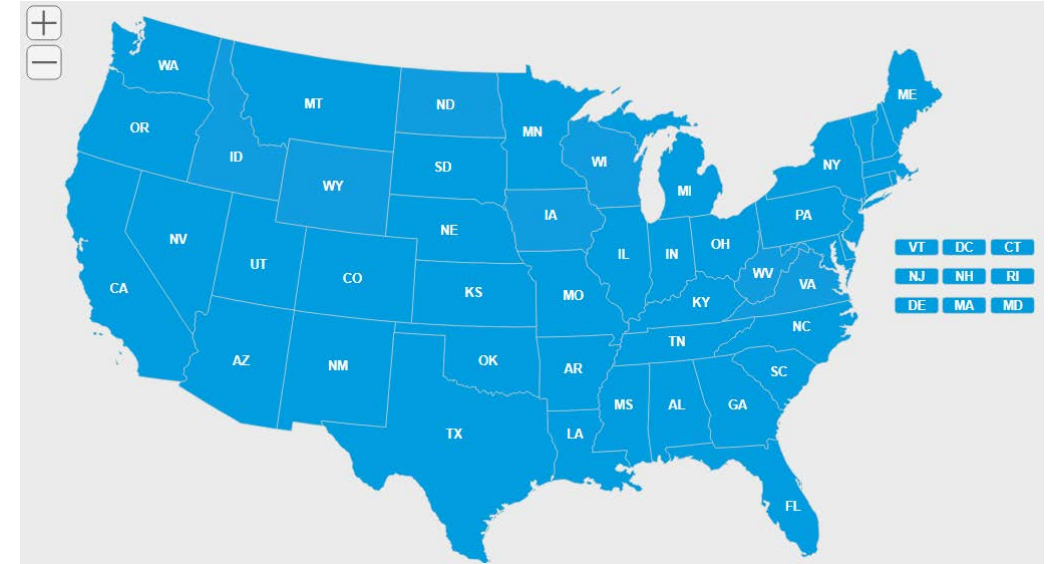 +
−
WA
ME
MT
ND
OR
MN
ID
WI
NY
SD
WY
MI
IA
PA
NE
NV
OH
VT DC CT
UT
IL
IN
CO
WV
NJ NH RI
CA
VA
KS
MO
KY
DE MA MD
NC
TN
AZ
NM
OK
AR
SC
MS
AL
GA
TX
LA
FL